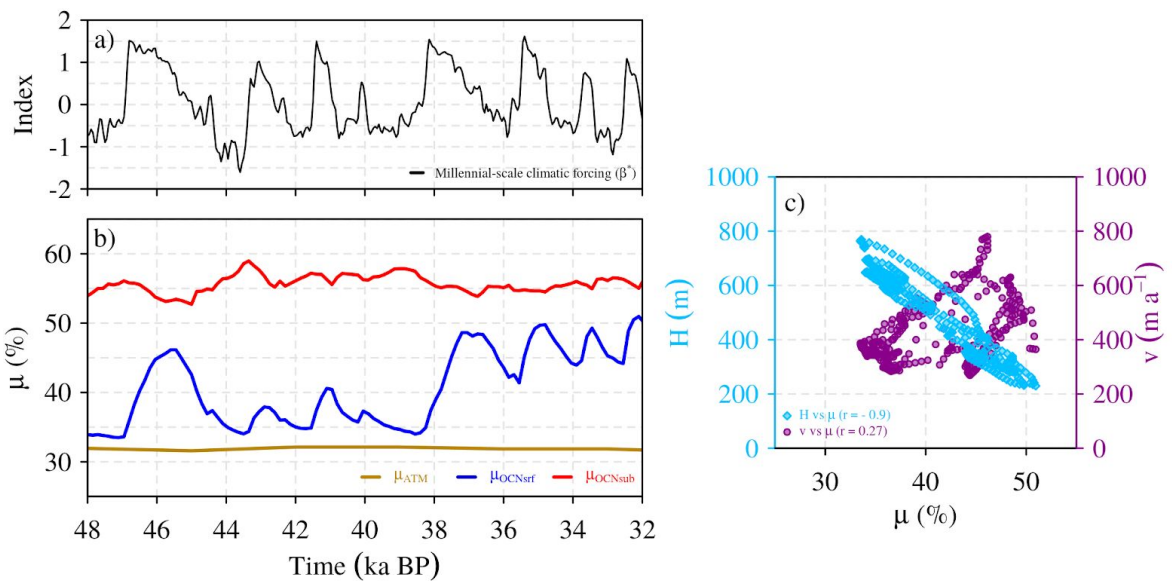 a)
2
1
0
-1
-2
Index
Millennial-scale climatic forcing (β*)
b)
60
50
40
30
μ (%)
μATM
μOCNsrf
μOCNsub
48 46 44 42 40 38 36 34 32
Time (ka BP)
c)
1000
800
600
400
200
0
H (m)
1000
800
600
400
200
0
v (m a⁻¹)
H vs μ (r = - 0.9)
v vs μ (r = 0.27)
30 40 50
μ (%)